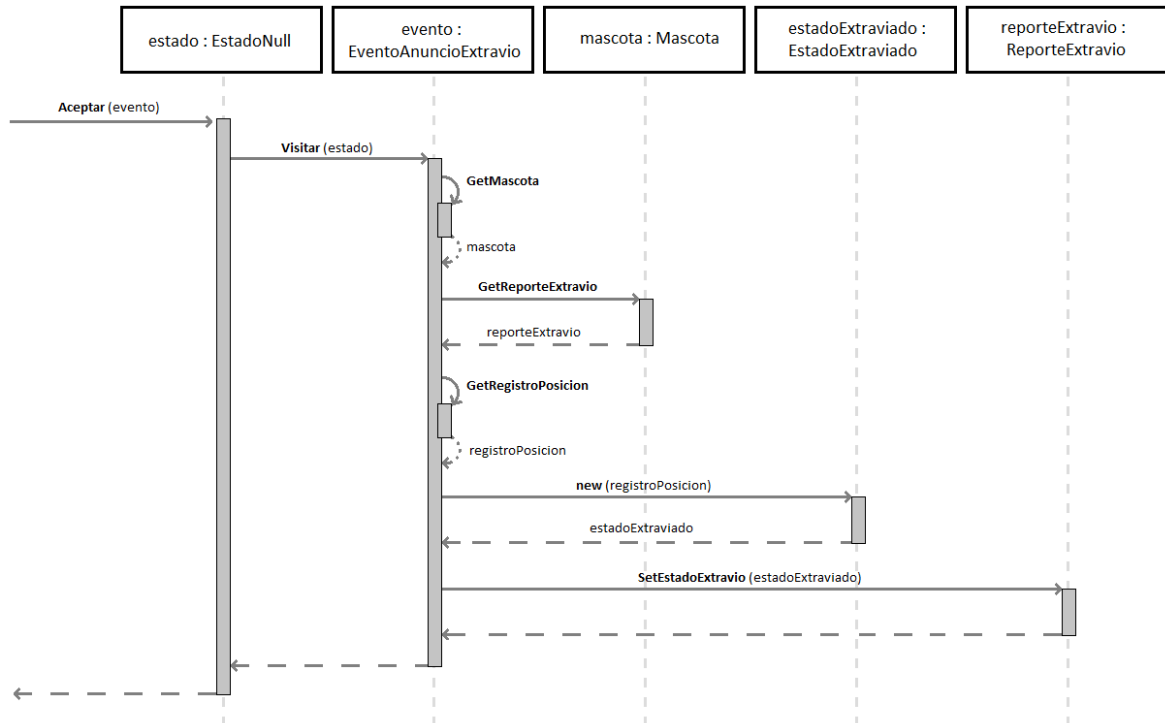 estado : EstadoNull
evento :
EventoAnuncioExtravio
mascota : Mascota
estadoExtraviado :
EstadoExtraviado
reporteExtravio :
ReporteExtravio
Aceptar (evento)
Visitar (estado)
GetMascota
mascota
GetReporteExtravio
reporteExtravio
GetRegistroPosicion
registroPosicion
new (registroPosicion)
estadoExtraviado
SetEstadoExtravio (estadoExtraviado)